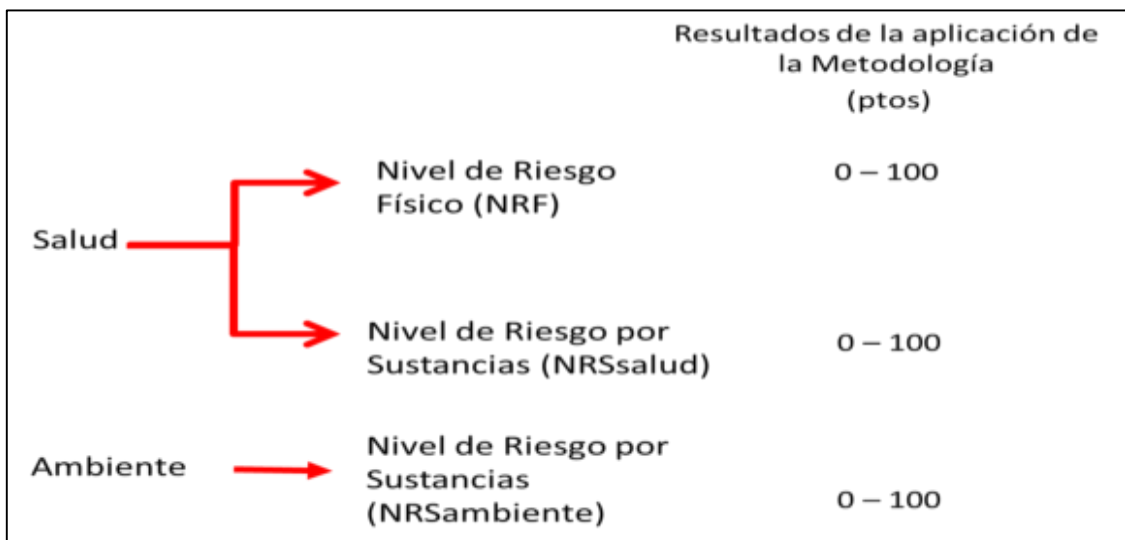 Resultados de la aplicación de
la Metodología
(ptos)
Nivel de Riesgo
Físico (NRF)
0 – 100
Salud
Nivel de Riesgo por
Sustancias (NRSsalud)
0 – 100
Ambiente
Nivel de Riesgo por
Sustancias
(NRSambiente)
0 – 100